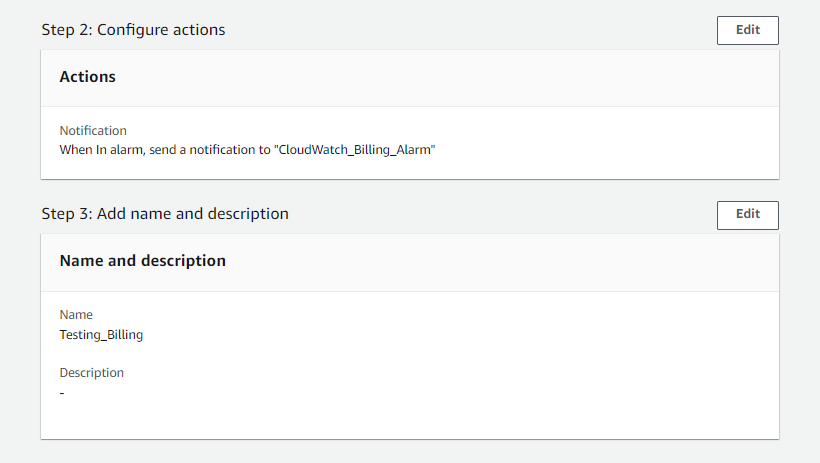 Step 2: Configure actions
Edit
Actions
Notification
When In alarm, send a notification to "CloudWatch_Billing_Alarm"
Step 3: Add name and description
Edit
Name and description
Name
Testing_Billing
Description
-